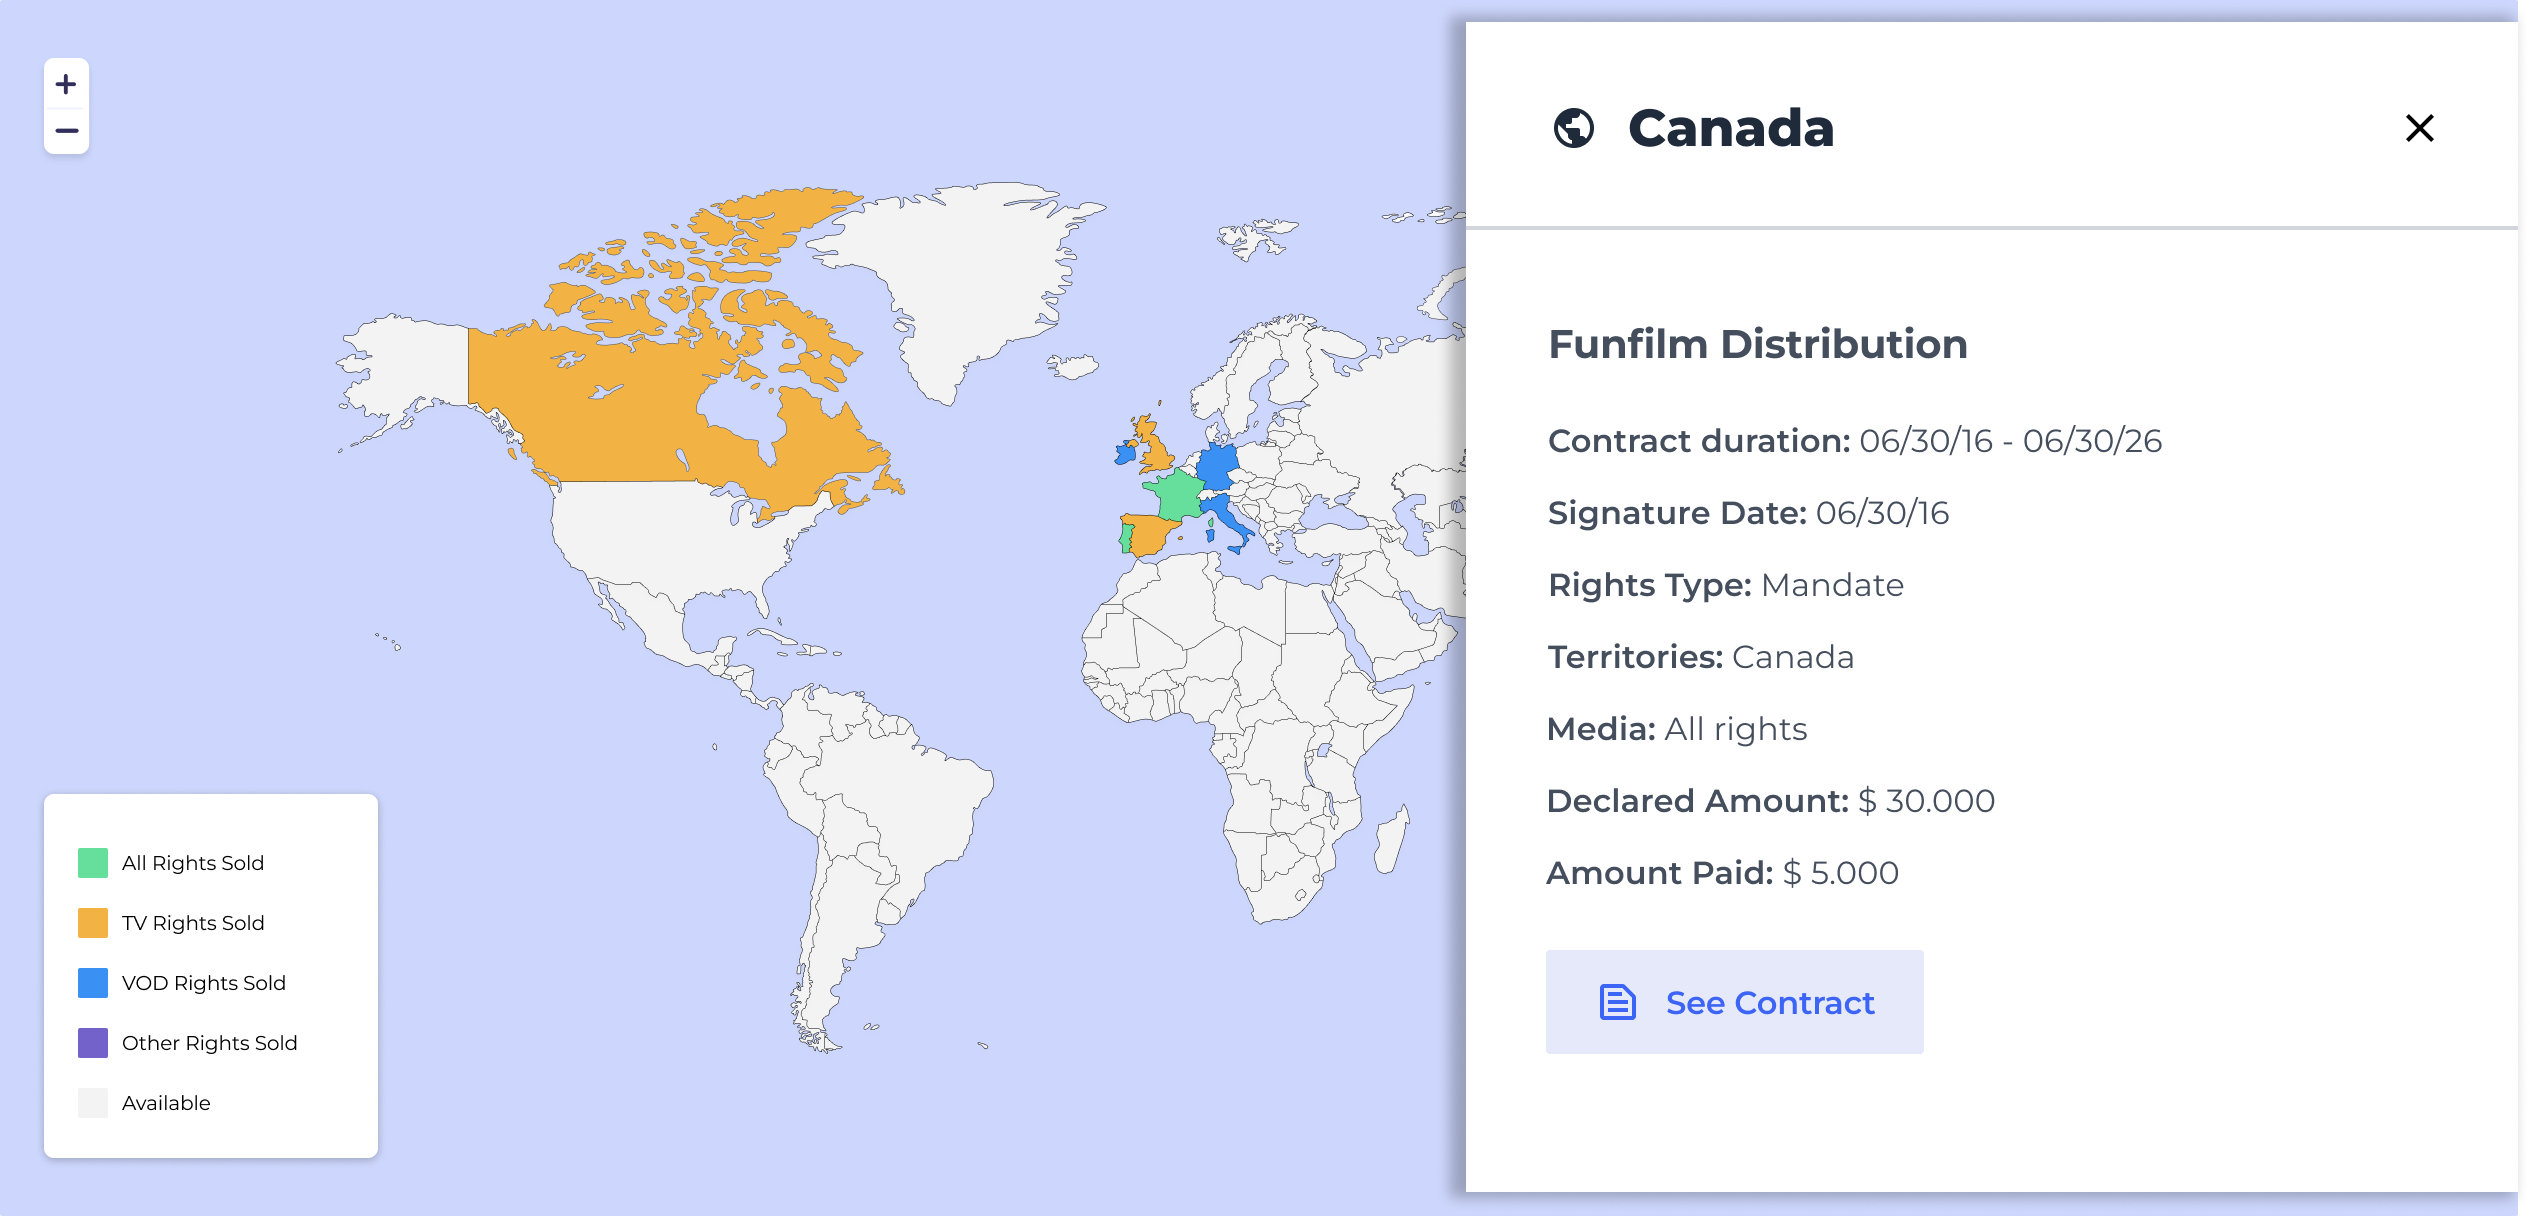 +
−
All Rights Sold
TV Rights Sold
VOD Rights Sold
Other Rights Sold
Available
Canada
Funfilm Distribution
Contract duration: 06/30/16 - 06/30/26
Signature Date: 06/30/16
Rights Type: Mandate
Territories: Canada
Media: All rights
Declared Amount: $ 30.000
Amount Paid: $ 5.000
See Contract